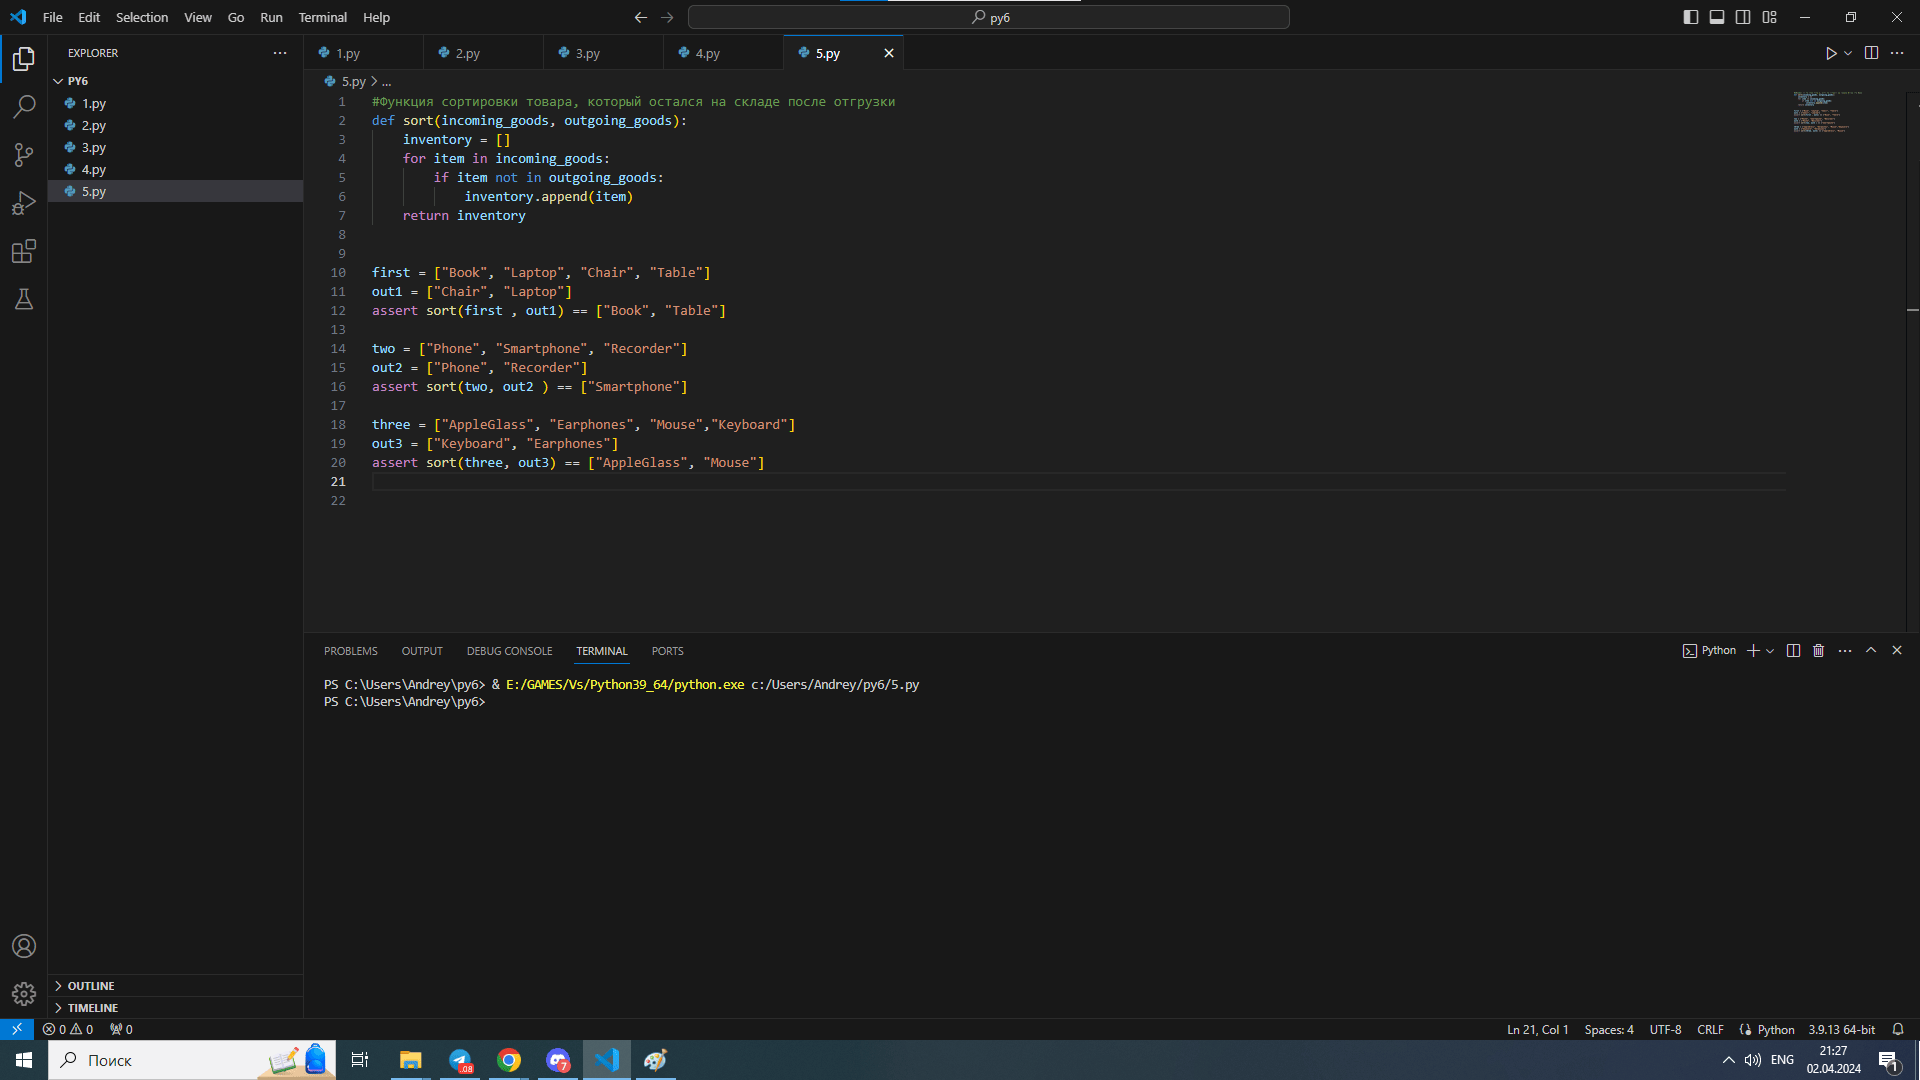 File Edit Selection View Go Run Terminal Help
py6
EXPLORER
PY6
1.py
2.py
3.py
4.py
5.py
OUTLINE
TIMELINE
1.py 2.py 3.py 4.py 5.py
5.py > ...
1 #Функция сортировки товара, который остался на складе после отгрузки
2 def sort(incoming_goods, outgoing_goods):
3 inventory = []
4 for item in incoming_goods:
5 if item not in outgoing_goods:
6 inventory.append(item)
7 return inventory
8
9
10 first = ["Book", "Laptop", "Chair", "Table"]
11 out1 = ["Chair", "Laptop"]
12 assert sort(first , out1) == ["Book", "Table"]
13
14 two = ["Phone", "Smartphone", "Recorder"]
15 out2 = ["Phone", "Recorder"]
16 assert sort(two, out2 ) == ["Smartphone"]
17
18 three = ["AppleGlass", "Earphones", "Mouse","Keyboard"]
19 out3 = ["Keyboard", "Earphones"]
20 assert sort(three, out3) == ["AppleGlass", "Mouse"]
21
22
PROBLEMS OUTPUT DEBUG CONSOLE TERMINAL PORTS
Python
PS C:\Users\Andrey\py6> & E:/GAMES/Vs/Python39_64/python.exe c:/Users/Andrey/py6/5.py
PS C:\Users\Andrey\py6>
0 0 0
Ln 21, Col 1 Spaces: 4 UTF-8 CRLF Python 3.9.13 64-bit
Поиск
.08
7
ENG
21:27
02.04.2024
1